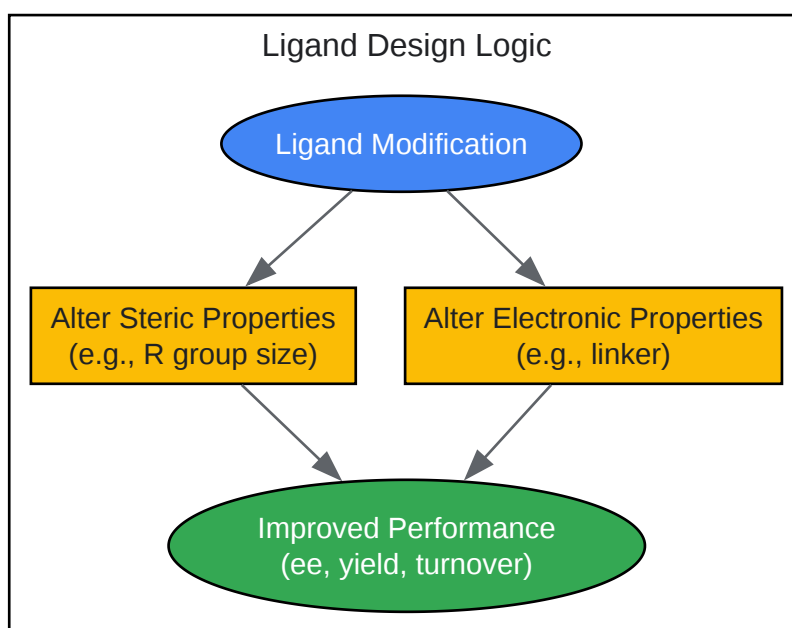 Ligand Design Logic
Ligand Modification
Alter Steric Properties
(e.g., R group size)
Alter Electronic Properties
(e.g., linker)
Improved Performance
(ee, yield, turnover)